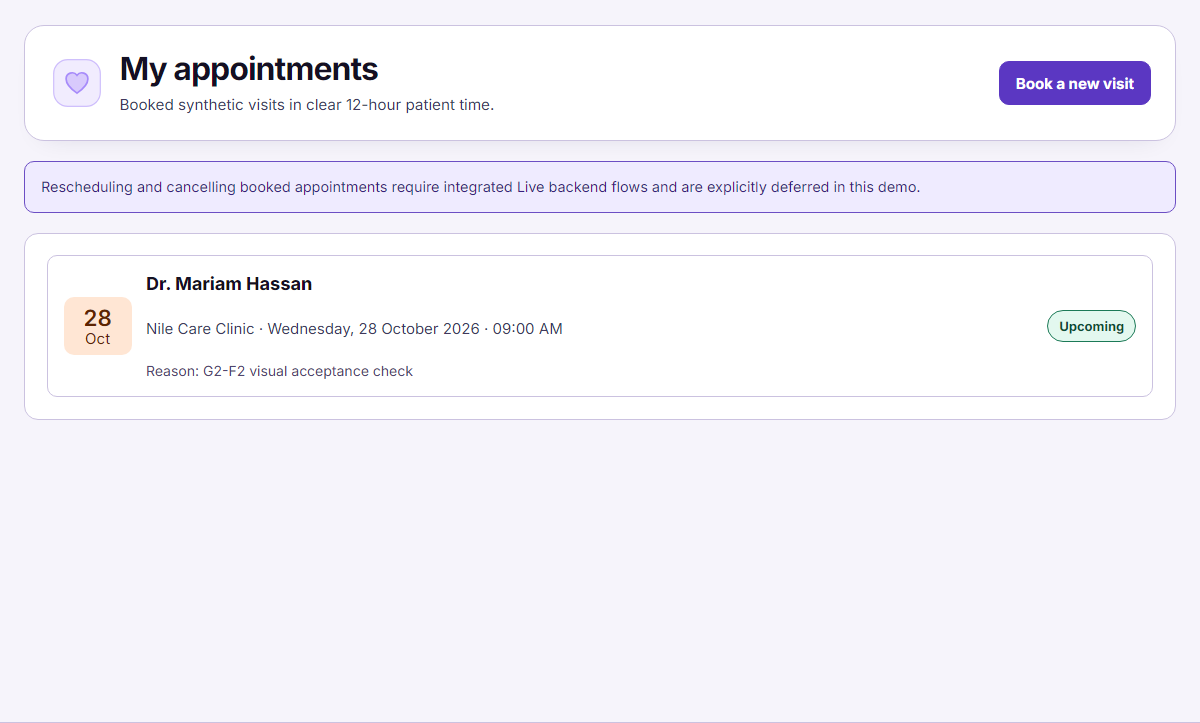 My appointments
Booked synthetic visits in clear 12-hour patient time.
Book a new visit
Rescheduling and cancelling booked appointments require integrated Live backend flows and are explicitly deferred in this demo.
28
Oct
Dr. Mariam Hassan
Nile Care Clinic · Wednesday, 28 October 2026 · 09:00 AM
Reason: G2-F2 visual acceptance check
Upcoming